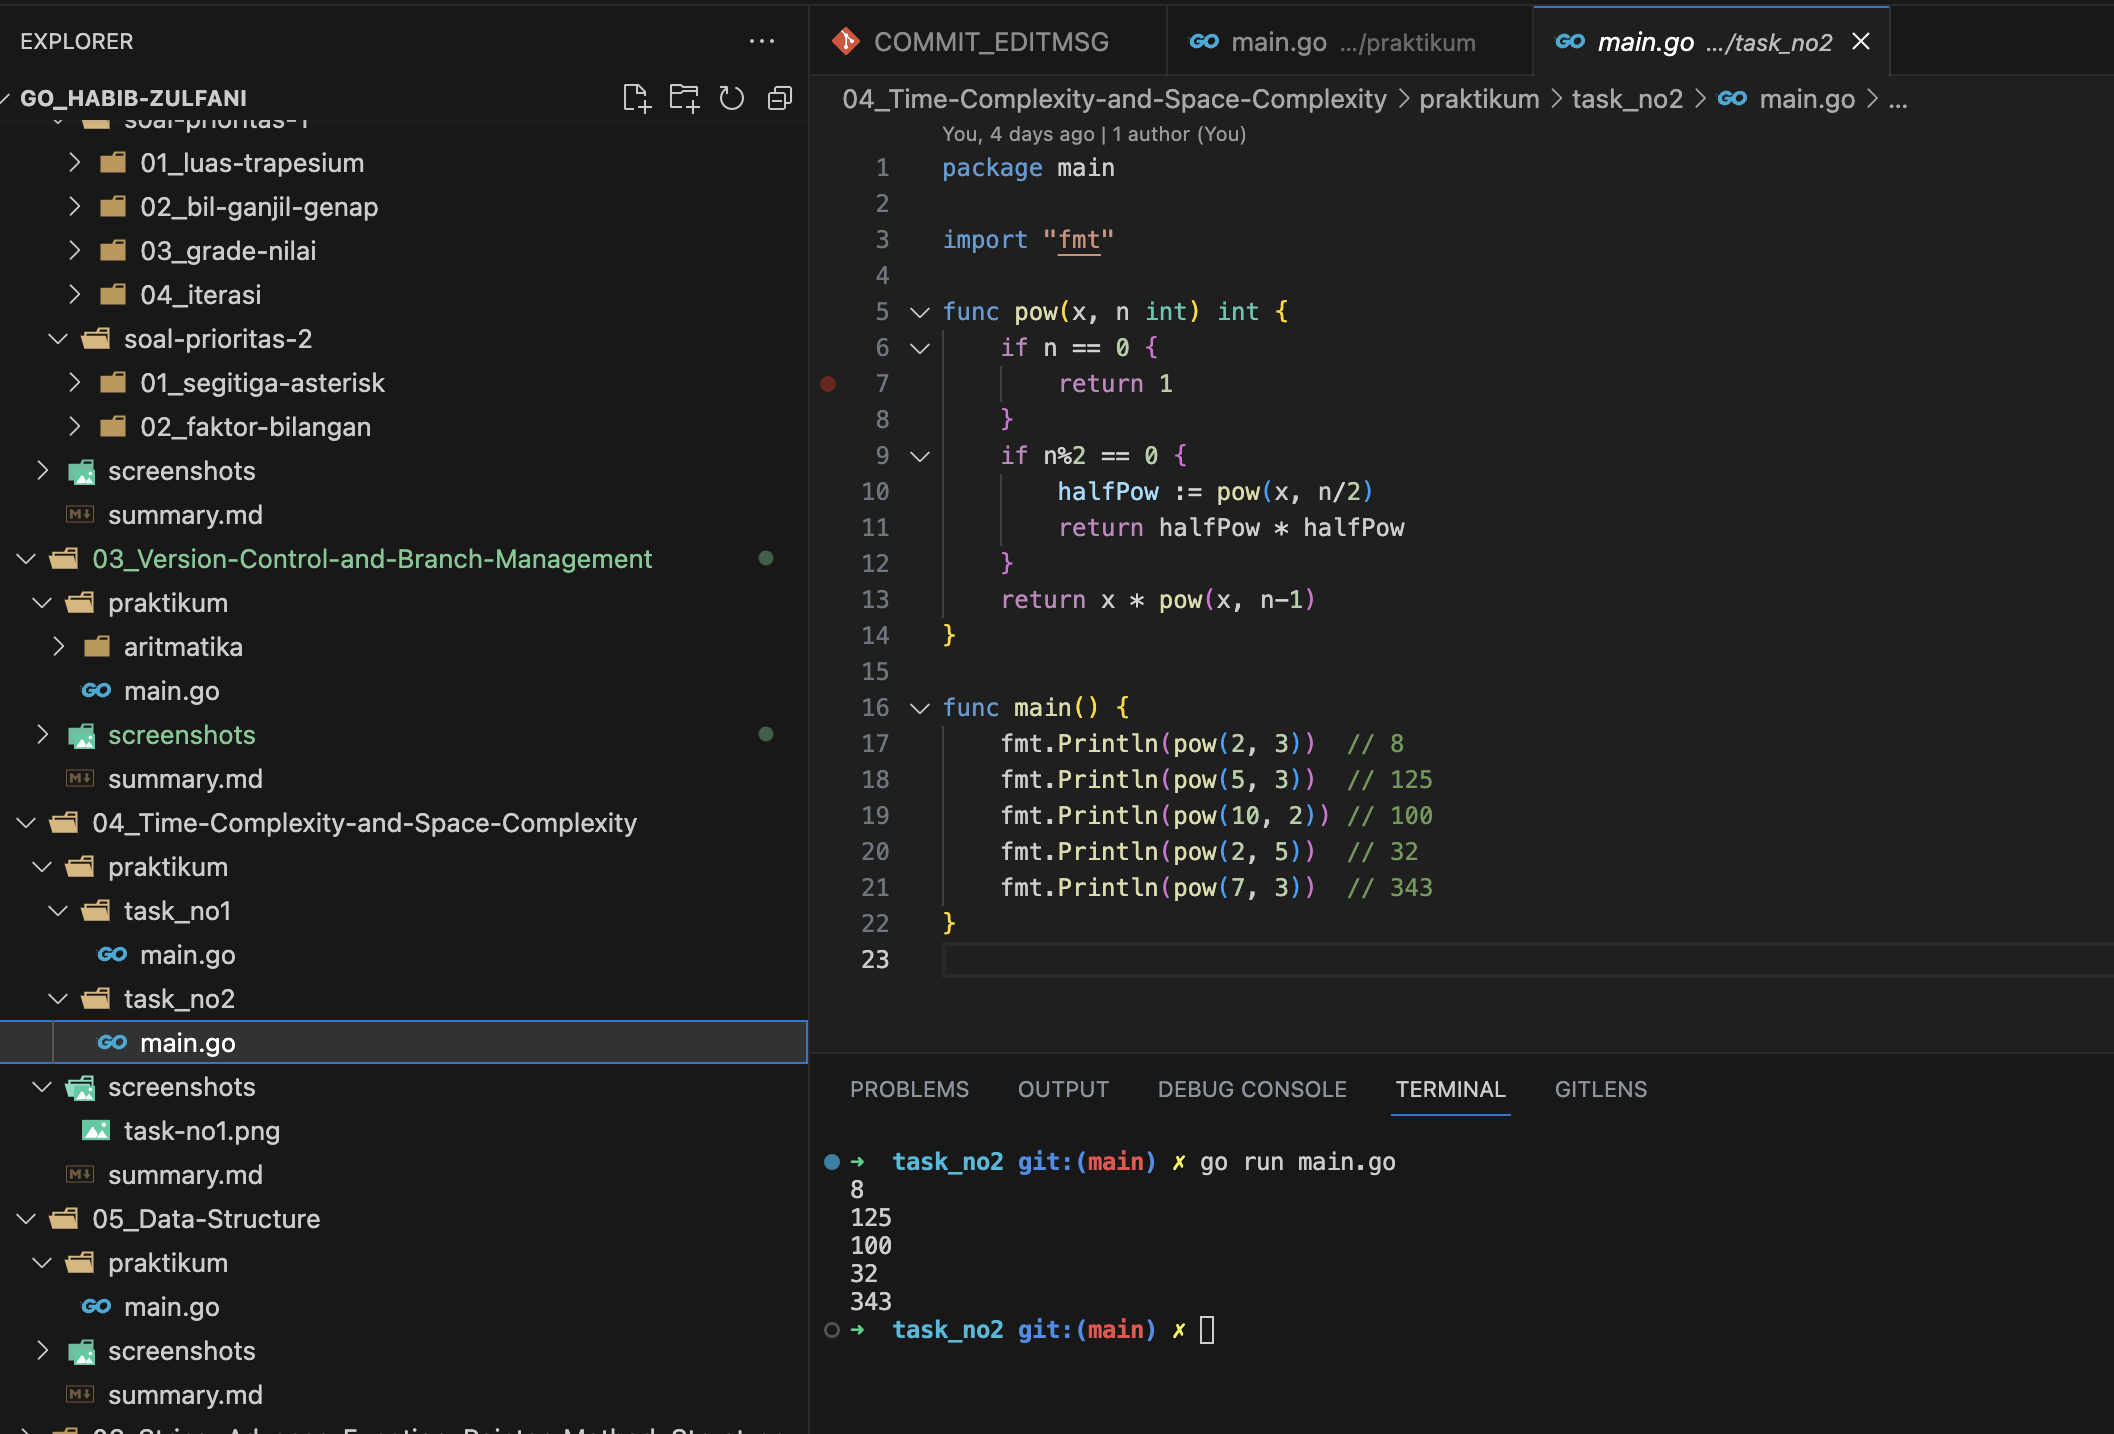 EXPLORER
GO_HABIB-ZULFANI
soal-prioritas-1
01_luas-trapesium
02_bil-ganjil-genap
03_grade-nilai
04_iterasi
soal-prioritas-2
01_segitiga-asterisk
02_faktor-bilangan
screenshots
summary.md
03_Version-Control-and-Branch-Management
praktikum
aritmatika
main.go
screenshots
summary.md
04_Time-Complexity-and-Space-Complexity
praktikum
task_no1
main.go
task_no2
main.go
screenshots
task-no1.png
summary.md
05_Data-Structure
praktikum
main.go
screenshots
summary.md
COMMIT_EDITMSG
main.go .../praktikum
main.go .../task_no2
04_Time-Complexity-and-Space-Complexity > praktikum > task_no2 > main.go > ...
You, 4 days ago | 1 author (You)
1 package main
2
3 import "fmt"
4
5 func pow(x, n int) int {
6 if n == 0 {
7 return 1
8 }
9 if n%2 == 0 {
10 halfPow := pow(x, n/2)
11 return halfPow * halfPow
12 }
13 return x * pow(x, n-1)
14 }
15
16 func main() {
17 fmt.Println(pow(2, 3)) // 8
18 fmt.Println(pow(5, 3)) // 125
19 fmt.Println(pow(10, 2)) // 100
20 fmt.Println(pow(2, 5)) // 32
21 fmt.Println(pow(7, 3)) // 343
22 }
23
PROBLEMS OUTPUT DEBUG CONSOLE TERMINAL GITLENS
➜ task_no2 git:(main) ✗ go run main.go
8
125
100
32
343
➜ task_no2 git:(main) ✗